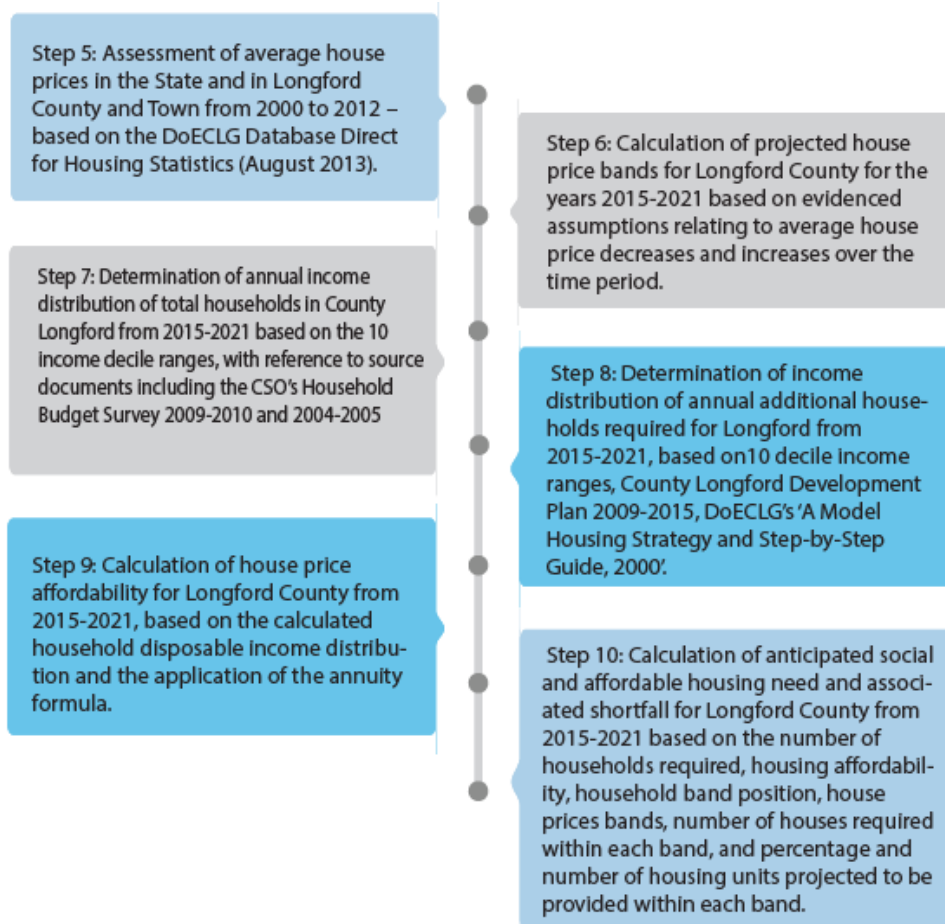 Step 5: Assessment of average house
prices in the State and in Longford
County and Town from 2000 to 2012 –
based on the DoECLG Database Direct
for Housing Statistics (August 2013).
Step 6: Calculation of projected house
price bands for Longford County for the
years 2015-2021 based on evidenced
assumptions relating to average house
price decreases and increases over the
time period.
Step 7: Determination of annual income
distribution of total households in County
Longford from 2015-2021 based on the 10
income decile ranges, with reference to source
documents including the CSO's Household
Budget Survey 2009-2010 and 2004-2005
Step 8: Determination of income
distribution of annual additional house-
holds required for Longford from
2015-2021, based on10 decile income
ranges, County Longford Development
Plan 2009-2015, DoECLG's 'A Model
Housing Strategy and Step-by-Step
Guide, 2000'.
Step 9: Calculation of house price
affordability for Longford County from
2015-2021, based on the calculated
household disposable income distribu-
tion and the application of the annuity
formula.
Step 10: Calculation of anticipated social
and affordable housing need and associ-
ated shortfall for Longford County from
2015-2021 based on the number of
households required, housing affordabil-
ity, household band position, house
prices bands, number of houses required
within each band, and percentage and
number of housing units projected to be
provided within each band.